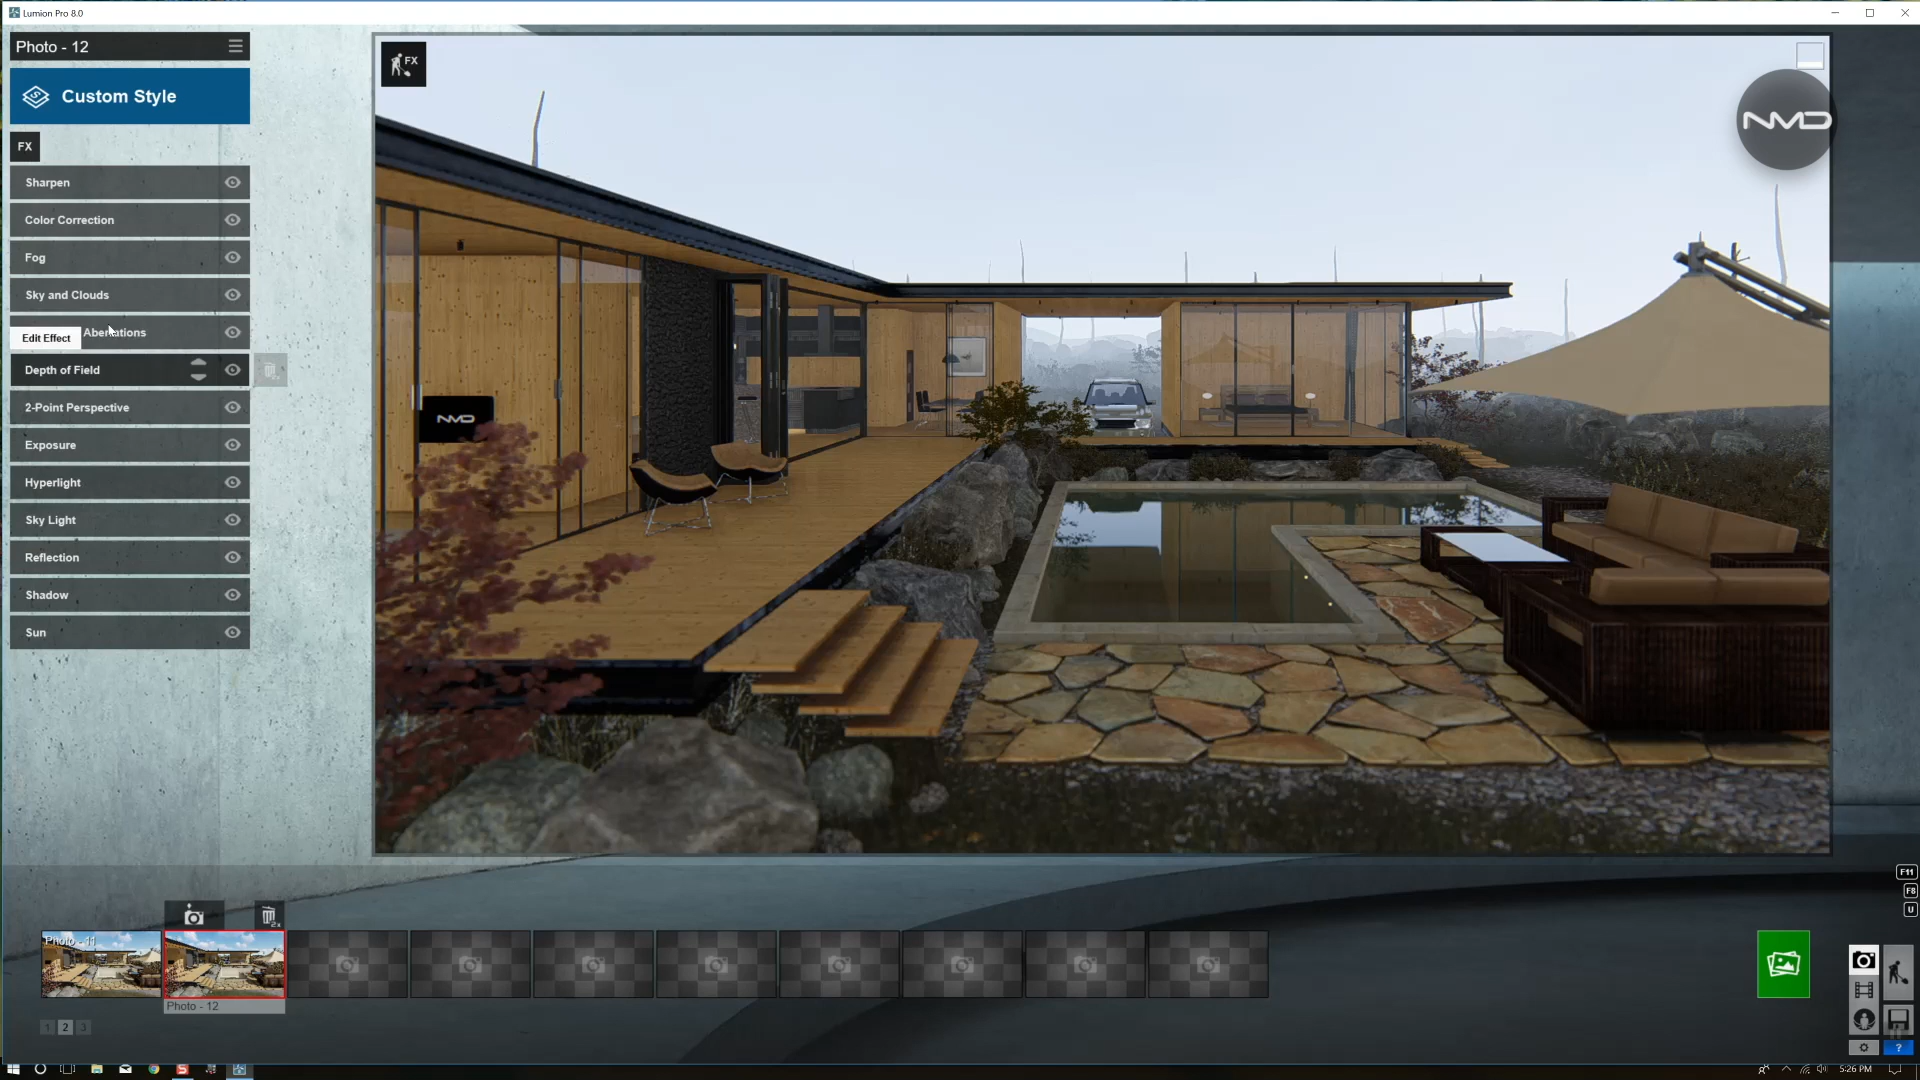 Lumion Pro 8.0
Photo - 12
Custom Style
FX
FX
NMD
Sharpen
Color Correction
Fog
Sky and Clouds
Edit Effect
Aberrations
Depth of Field
2-Point Perspective
Exposure
Hyperlight
Sky Light
Reflection
Shadow
Sun
NMD
F11
F8
U
Photo - 11
Photo - 12
1 2 3
?
5:26 PM